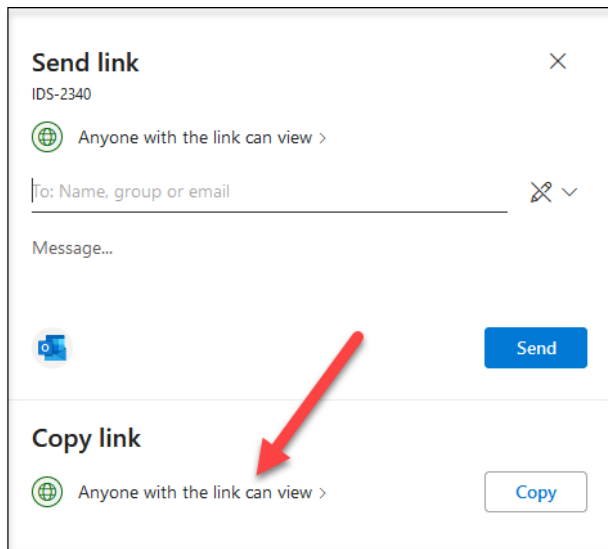 Send link
IDS-2340
Anyone with the link can view >
To: Name, group or email
Message...
Send
Copy link
Anyone with the link can view >
Copy